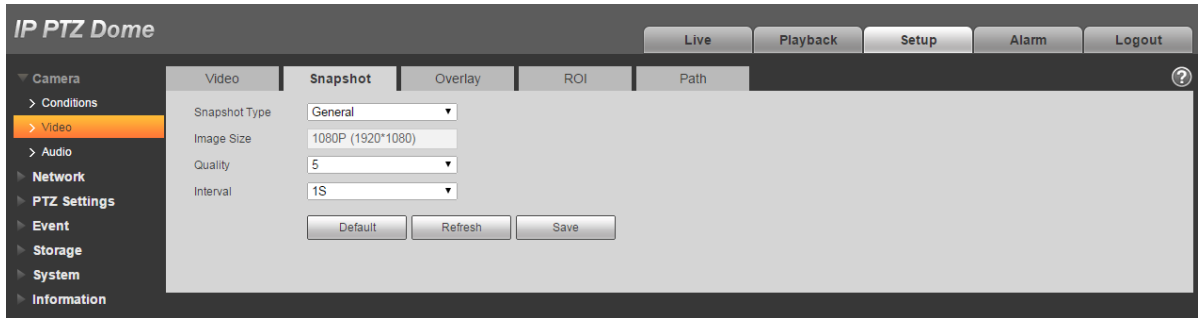 IP PTZ Dome
Live Playback Setup Alarm Logout
Camera
Conditions
Video
Audio
Network
PTZ Settings
Event
Storage
System
Information
Video Snapshot Overlay ROI Path ?
Snapshot Type General
Image Size 1080P (1920*1080)
Quality 5
Interval 1S
Default Refresh Save